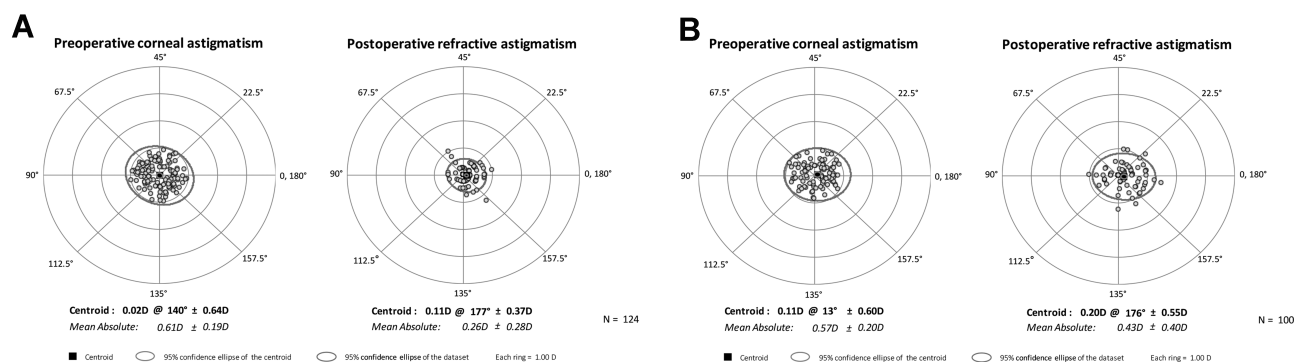 A
Preoperative corneal astigmatism
45°
67.5°
22.5°
90°
0, 180°
112.5°
157.5°
135°
Centroid : 0.02D @ 140° ± 0.64D
Mean Absolute: 0.61D ± 0.19D
Postoperative refractive astigmatism
45°
67.5°
22.5°
90°
0, 180°
112.5°
157.5°
135°
Centroid : 0.11D @ 177° ± 0.37D
Mean Absolute: 0.26D ± 0.28D
N = 124
Centroid 95% confidence ellipse of the centroid 95% confidence ellipse of the dataset Each ring = 1.00 D
B
Preoperative corneal astigmatism
45°
67.5°
22.5°
90°
0, 180°
112.5°
157.5°
135°
Centroid : 0.11D @ 13° ± 0.60D
Mean Absolute: 0.57D ± 0.20D
Postoperative refractive astigmatism
45°
67.5°
22.5°
90°
0, 180°
112.5°
157.5°
135°
Centroid : 0.20D @ 176° ± 0.55D
Mean Absolute: 0.43D ± 0.40D
N = 100
Centroid 95% confidence ellipse of the centroid 95% confidence ellipse of the dataset Each ring = 1.00 D